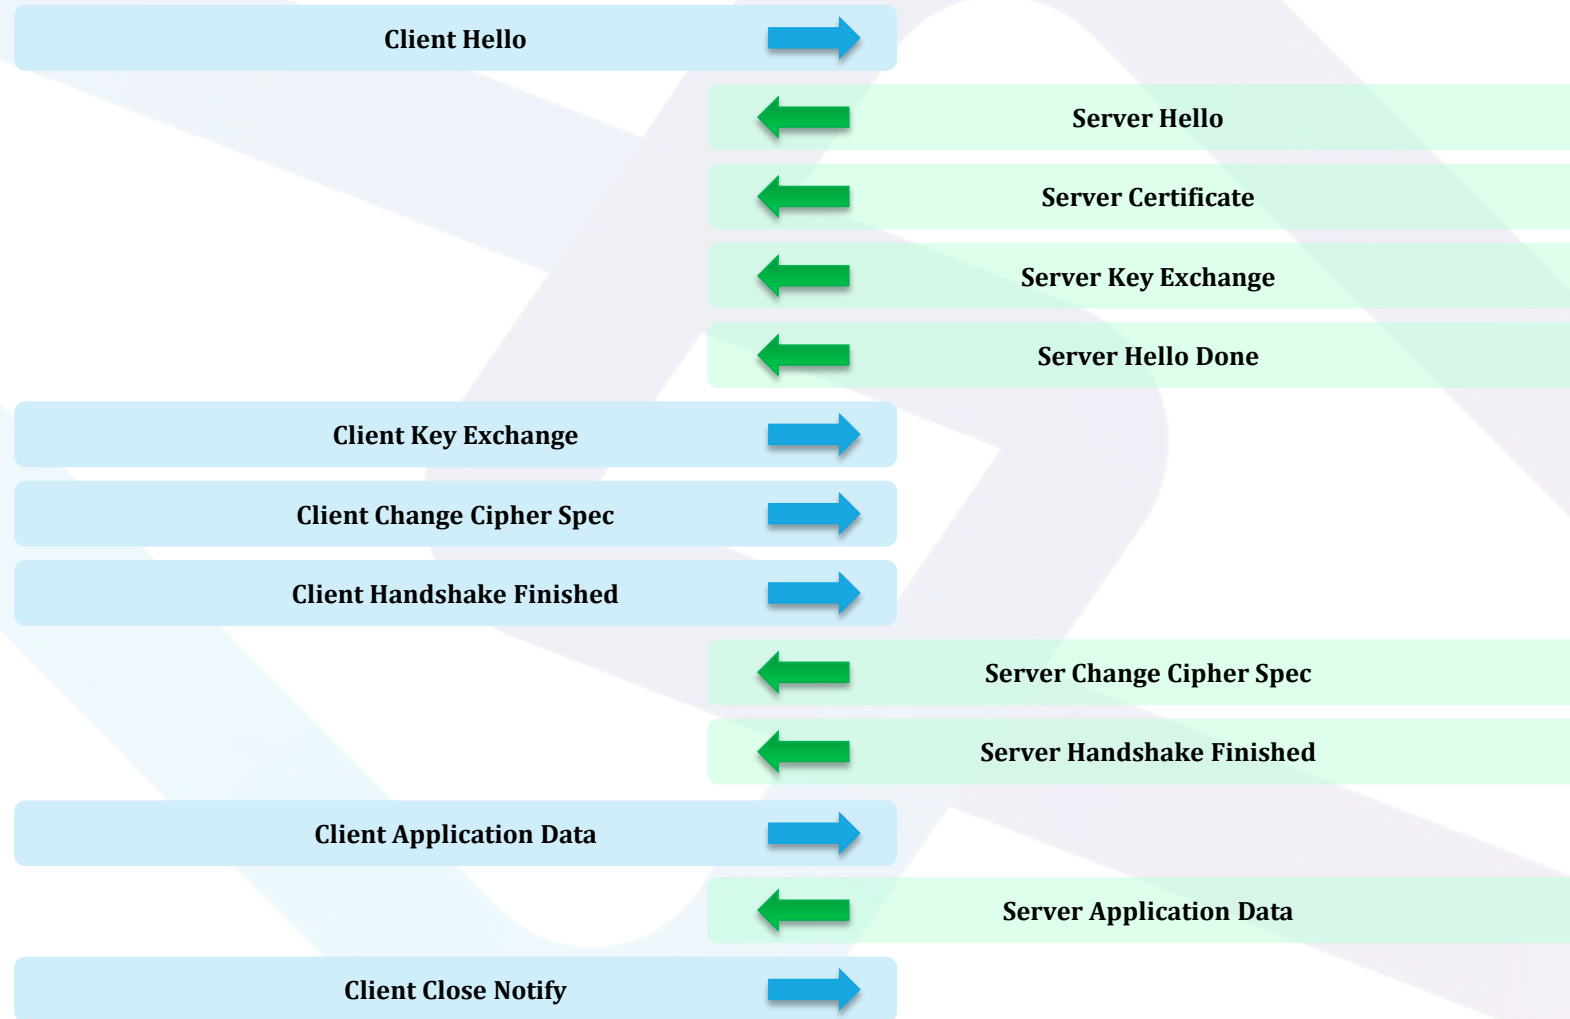 Client Hello
Server Hello
Server Certificate
Server Key Exchange
Server Hello Done
Client Key Exchange
Client Change Cipher Spec
Client Handshake Finished
Server Change Cipher Spec
Server Handshake Finished
Client Application Data
Server Application Data
Client Close Notify